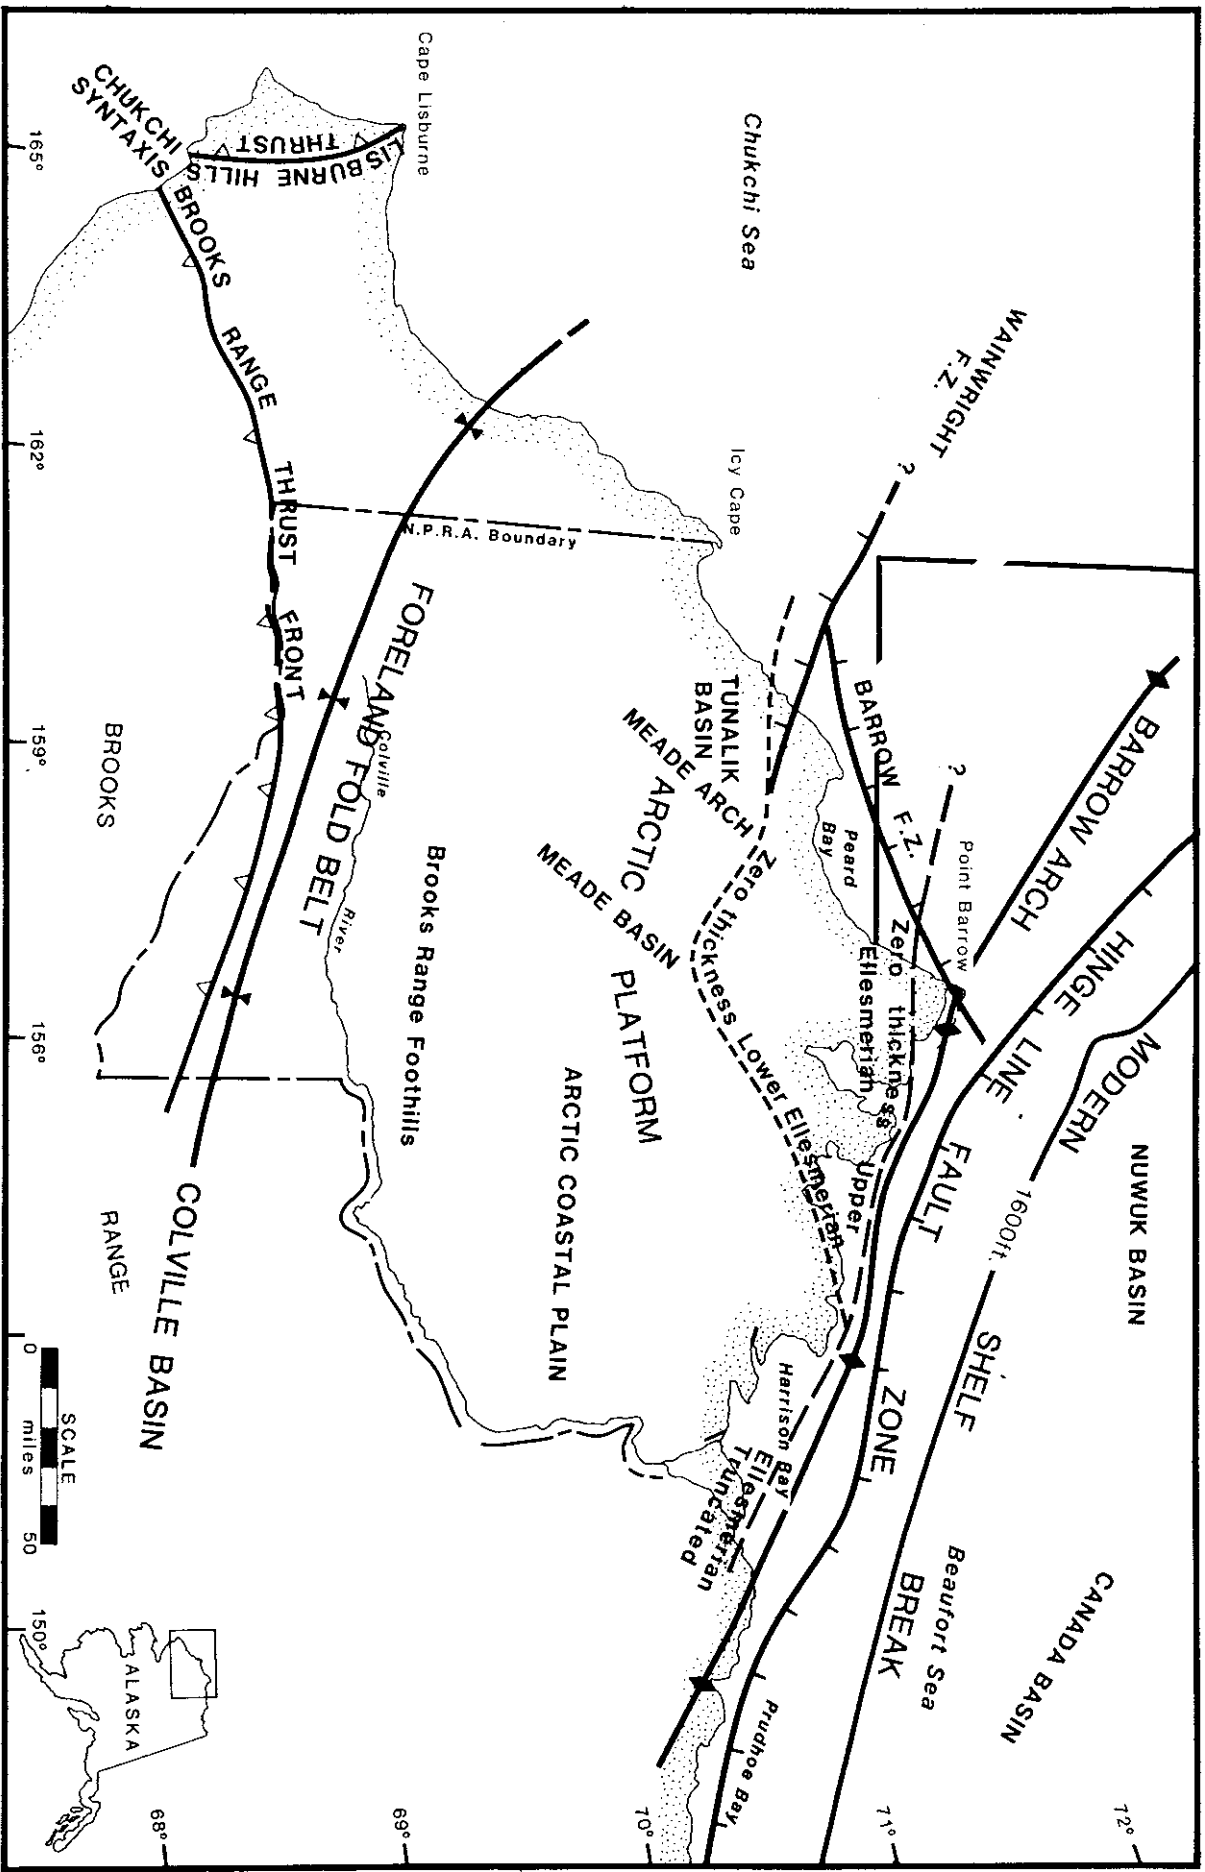 Chukchi Sea
Cape Lisburne
LISBURNE HILLS
THRUST
CHUKCHI
SYNTAXIS
BROOKS RANGE THRUST FRONT
WAINWRIGHT
F.Z.
?
Icy Cape
N.P.R.A. Boundary
FORELAND FOLD BELT
Colville River
TUNALIK
BASIN
MEADE ARCH
MEADE BASIN
ARCTIC PLATFORM
BARROW F.Z.
Peard
Bay
?
Point Barrow
BARROW ARCH
HINGE LINE FAULT ZONE
MODERN SHELF BREAK
1600ft.
NUWUK BASIN
CANADA BASIN
Beaufort Sea
Zero thickness Upper
Ellesmerian
Zero thickness Lower Ellesmerian
Harrison Bay
Ellesmerian
Truncated
Prudhoe Bay
Brooks Range Foothills
ARCTIC COASTAL PLAIN
BROOKS RANGE
COLVILLE BASIN
SCALE
0 miles 50
ALASKA
165°
162°
159°
156°
150°
68°
69°
70°
71°
72°